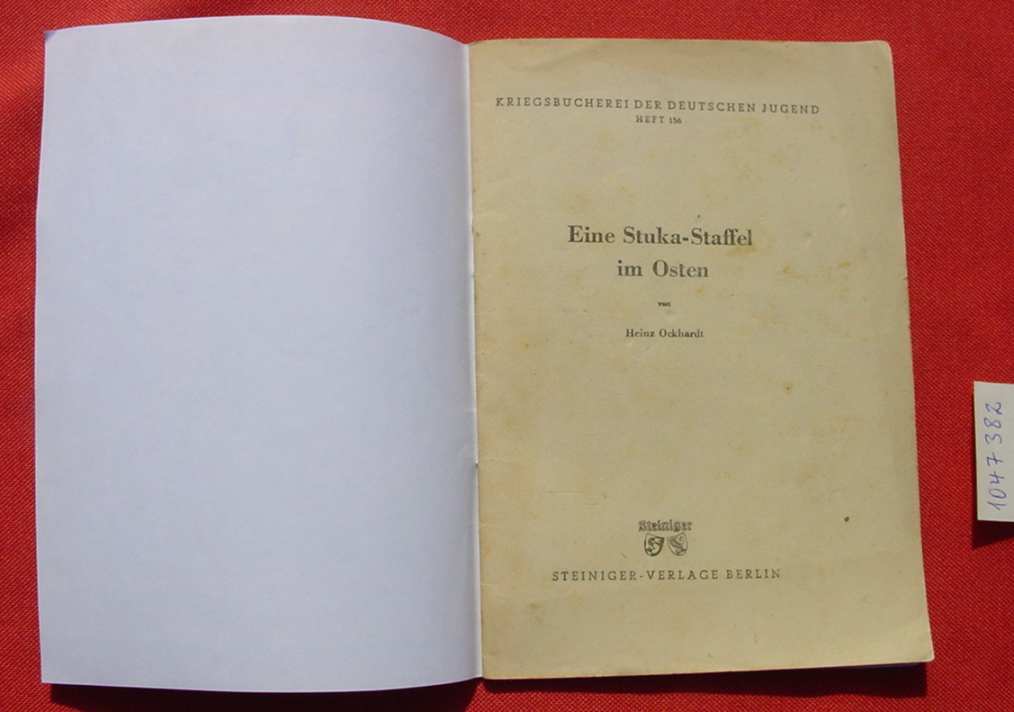 KRIEGSBÜCHEREI DER DEUTSCHEN JUGEND
HEFT 156
Eine Stuka-Staffel
im Osten
von
Heinz Ockhardt
Steiniger
STEINIGER-VERLAGE BERLIN
1047382